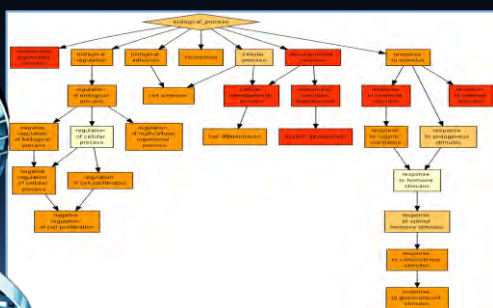 biological_process
multicellular
organismal
process
biological
regulation
biological
adhesion
locomotion
cellular
process
developmental
process
response
to stimulus
regulation
of biological
process
cell adhesion
cellular
developmental
process
anatomical
structure
development
response
to chemical
stimulus
response
to external
stimulus
negative
regulation
of biological
process
regulation
of cellular
process
regulation
of multicellular
organismal
process
cell differentiation
system development
response
to organic
substance
response
to endogenous
stimulus
negative
regulation
of cellular
process
regulation
of cell proliferation
response
to hormone
stimulus
negative
regulation
of cell proliferation
response
to steroid
hormone stimulus
response
to corticosteroid
stimulus
response
to glucocorticoid
stimulus